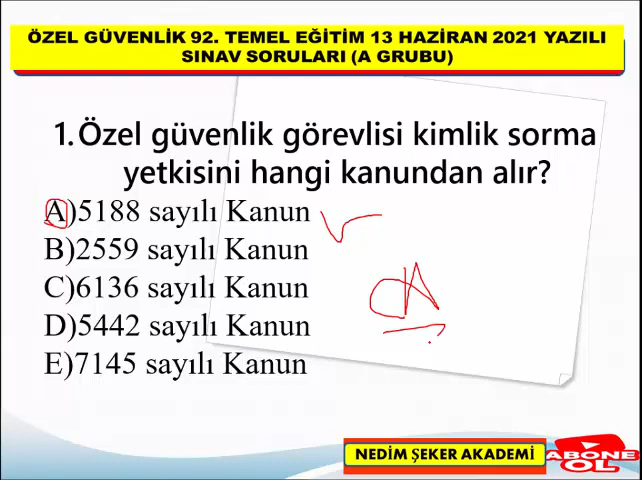 ÖZEL GÜVENLİK 92. TEMEL EĞİTİM 13 HAZİRAN 2021 YAZILI
SINAV SORULARI (A GRUBU)
1.Özel güvenlik görevlisi kimlik sorma
yetkisini hangi kanundan alır?
A)5188 sayılı Kanun
B)2559 sayılı Kanun
C)6136 sayılı Kanun
A
D)5442 sayılı Kanun
E)7145 sayılı Kanun
NEDİM ŞEKER AKADEMİ
ABONE
OL